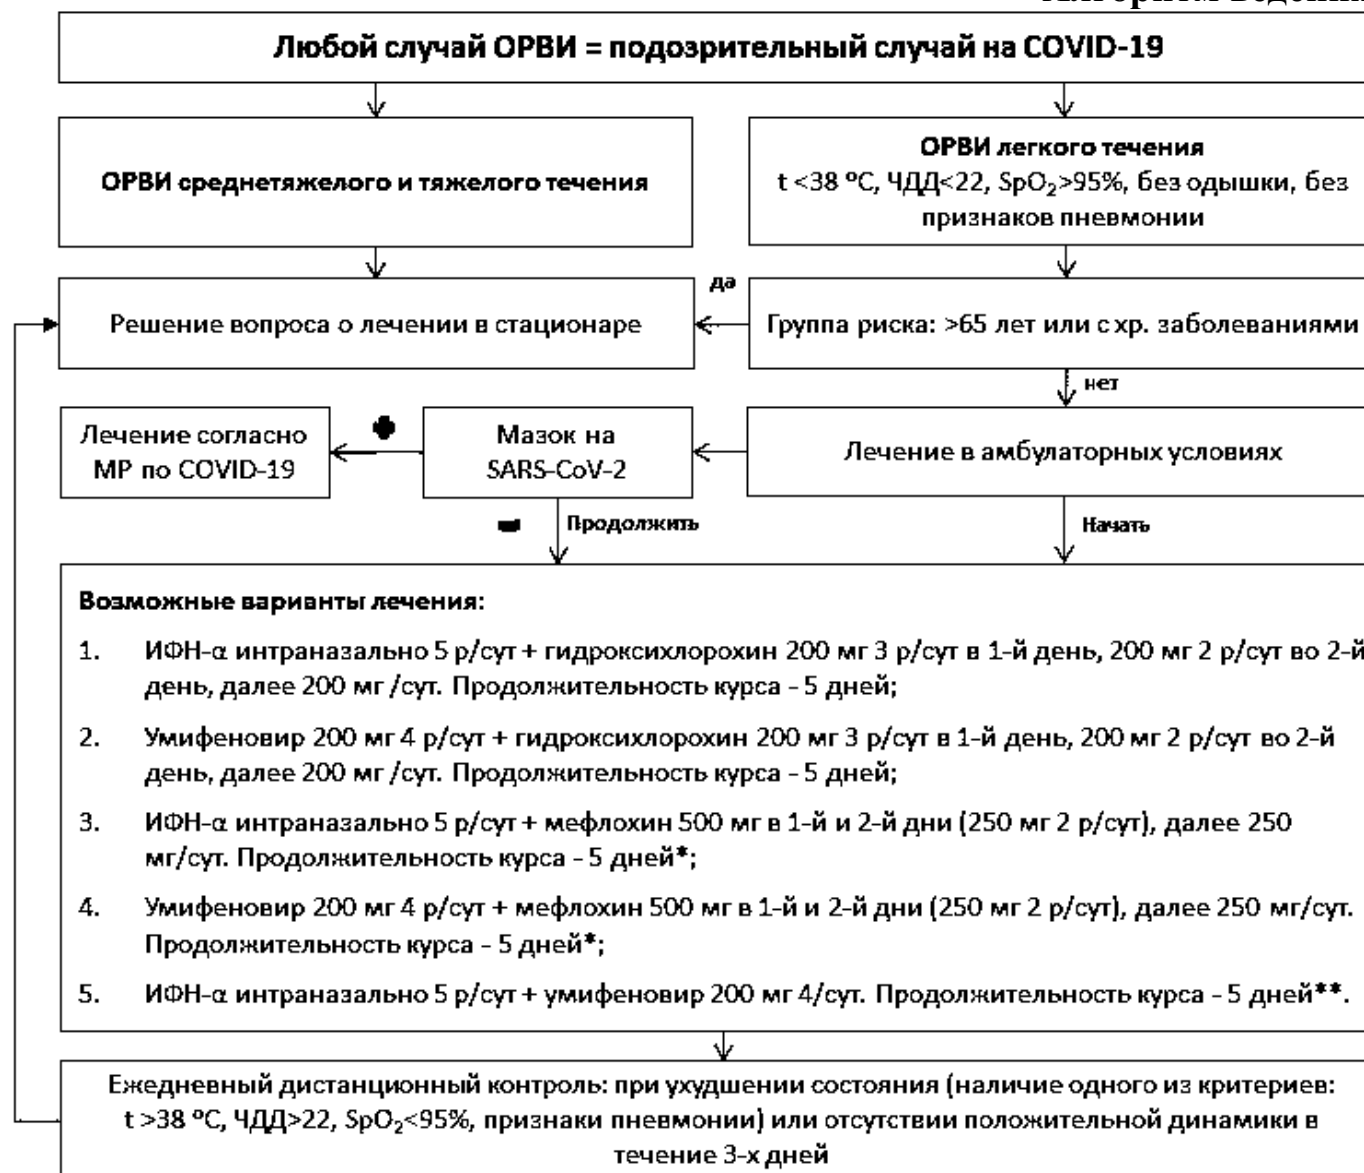 Алгоритм ведения
Любой случай ОРВИ = подозрительный случай на COVID-19
ОРВИ среднетяжелого и тяжелого течения
ОРВИ легкого течения
t <38 ºС, ЧДД<22, SpO₂>95%, без одышки, без
признаков пневмонии
да
Решение вопроса о лечении в стационаре
Группа риска: >65 лет или с хр. заболеваниями
нет
Лечение согласно
МР по COVID-19
Мазок на
SARS-CoV-2
Лечение в амбулаторных условиях
Продолжить
Начать
Возможные варианты лечения:
1. ИФН-α интраназально 5 р/сут + гидроксихлорохин 200 мг 3 р/сут в 1-й день, 200 мг 2 р/сут во 2-й
день, далее 200 мг /сут. Продолжительность курса - 5 дней;
2. Умифеновир 200 мг 4 р/сут + гидроксихлорохин 200 мг 3 р/сут в 1-й день, 200 мг 2 р/сут во 2-й
день, далее 200 мг /сут. Продолжительность курса - 5 дней;
3. ИФН-α интраназально 5 р/сут + мефлохин 500 мг в 1-й и 2-й дни (250 мг 2 р/сут), далее 250
мг/сут. Продолжительность курса - 5 дней*;
4. Умифеновир 200 мг 4 р/сут + мефлохин 500 мг в 1-й и 2-й дни (250 мг 2 р/сут), далее 250 мг/сут.
Продолжительность курса - 5 дней*;
5. ИФН-α интраназально 5 р/сут + умифеновир 200 мг 4/сут. Продолжительность курса - 5 дней**.
Ежедневный дистанционный контроль: при ухудшении состояния (наличие одного из критериев:
t >38 ºС, ЧДД>22, SpO₂<95%, признаки пневмонии) или отсутствии положительной динамики в
течение 3-х дней